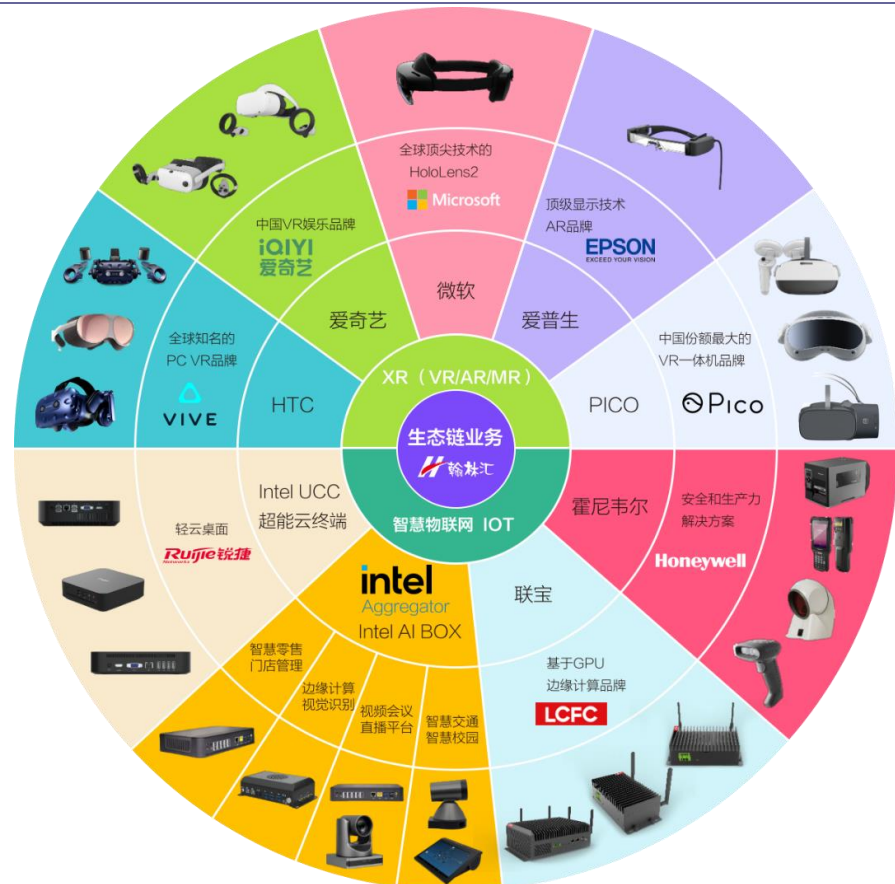 全球顶尖技术的
HoloLens2
Microsoft
微软
中国VR娱乐品牌
iQIYI
爱奇艺
爱奇艺
顶级显示技术
AR品牌
EPSON
EXCEED YOUR VISION
爱普生
全球知名的
PC VR品牌
VIVE
HTC
中国份额最大的
VR一体机品牌
Pico
PICO
XR（VR/AR/MR）
生态链业务
翰林汇
智慧物联网 IOT
Intel UCC
超能云终端
轻云桌面
Ruijie锐捷
Networks
霍尼韦尔
安全和生产力
解决方案
Honeywell
intel
Aggregator
Intel AI BOX
智慧零售
门店管理
边缘计算
视觉识别
视频会议
直播平台
智慧交通
智慧校园
联宝
基于GPU
边缘计算品牌
LCFC